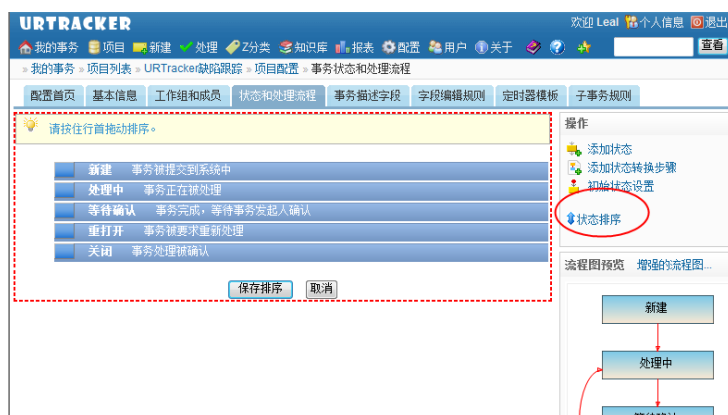 URTRACKER
欢迎 Leal 个人信息 退出
我的事务 项目 新建 处理 Z分类 知识库 报表 配置 用户 关于 查看
» 我的事务 » 项目列表 » URTracker缺陷跟踪 » 项目配置 » 事务状态和处理流程
配置首页 基本信息 工作组和成员 状态和处理流程 事务描述字段 字段编辑规则 定时器模板 子事务规则
请按住行首拖动排序。
新建 事务被提交到系统中
处理中 事务正在被处理
等待确认 事务完成，等待事务发起人确认
重打开 事务被要求重新处理
关闭 事务处理被确认
保存排序 取消
操作
添加状态
添加状态转换步骤
初始状态设置
状态排序
流程图预览 增强的流程图...
新建
处理中
等待确认